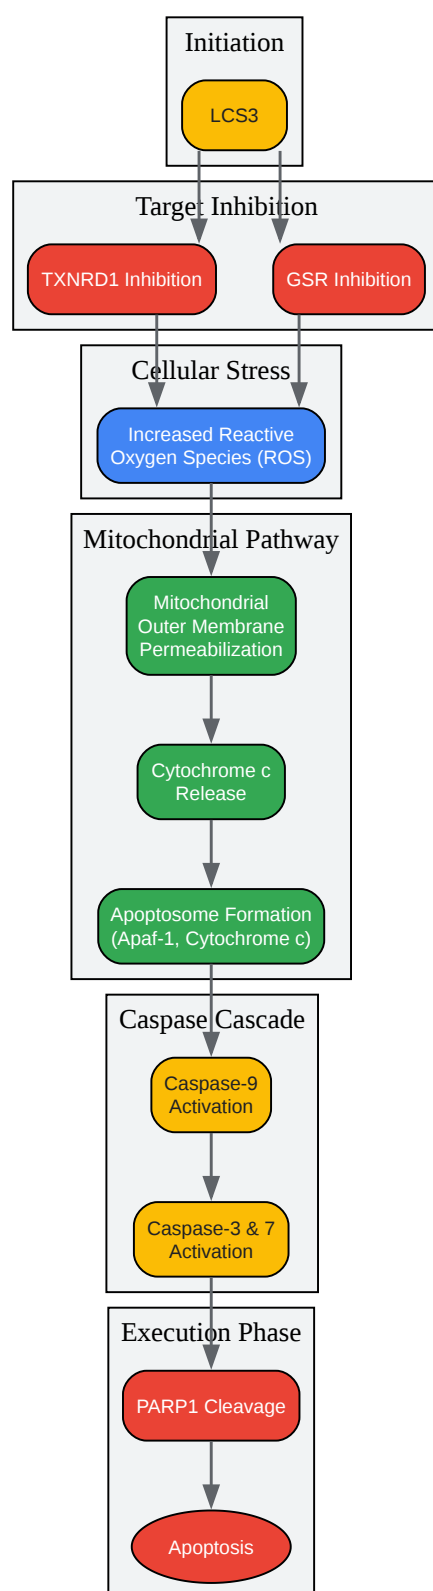 Initiation
LCS3
Target Inhibition
TXNRD1 Inhibition
GSR Inhibition
Cellular Stress
Increased Reactive
Oxygen Species (ROS)
Mitochondrial Pathway
Mitochondrial
Outer Membrane
Permeabilization
Cytochrome c
Release
Apoptosome Formation
(Apaf-1, Cytochrome c)
Caspase Cascade
Caspase-9
Activation
Caspase-3 & 7
Activation
Execution Phase
PARP1 Cleavage
Apoptosis